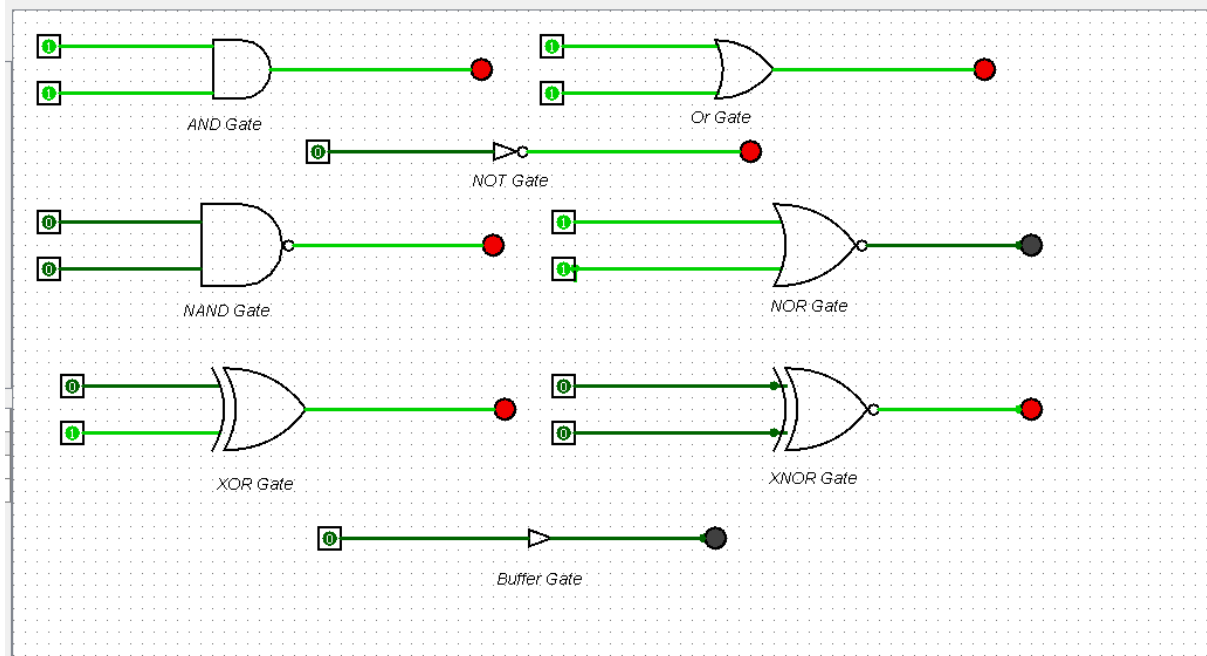 1
1
1
1
AND Gate
Or Gate
0
NOT Gate
0
1
0
1
NAND Gate
NOR Gate
0
0
1
0
XOR Gate
XNOR Gate
0
Buffer Gate